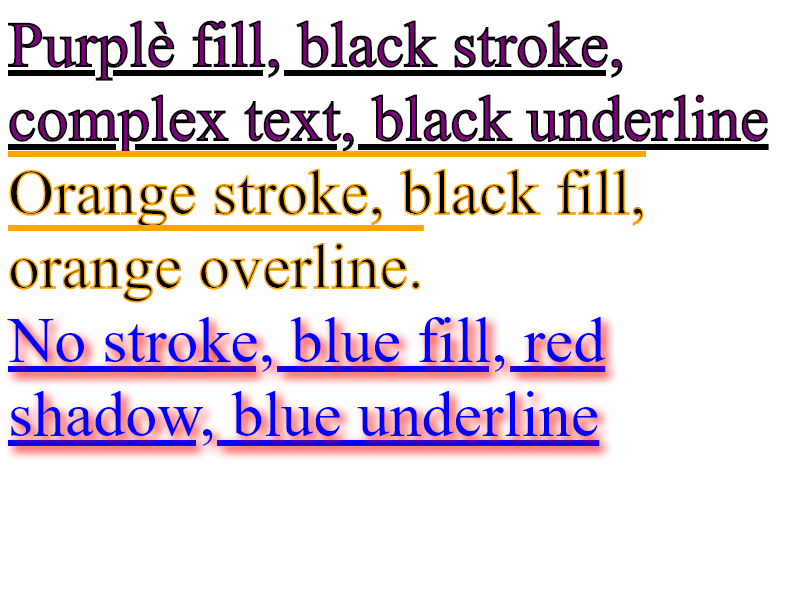 Purplè fill, black stroke,
complex text, black underline
Orange stroke, black fill,
orange overline.
No stroke, blue fill, red
shadow, blue underline